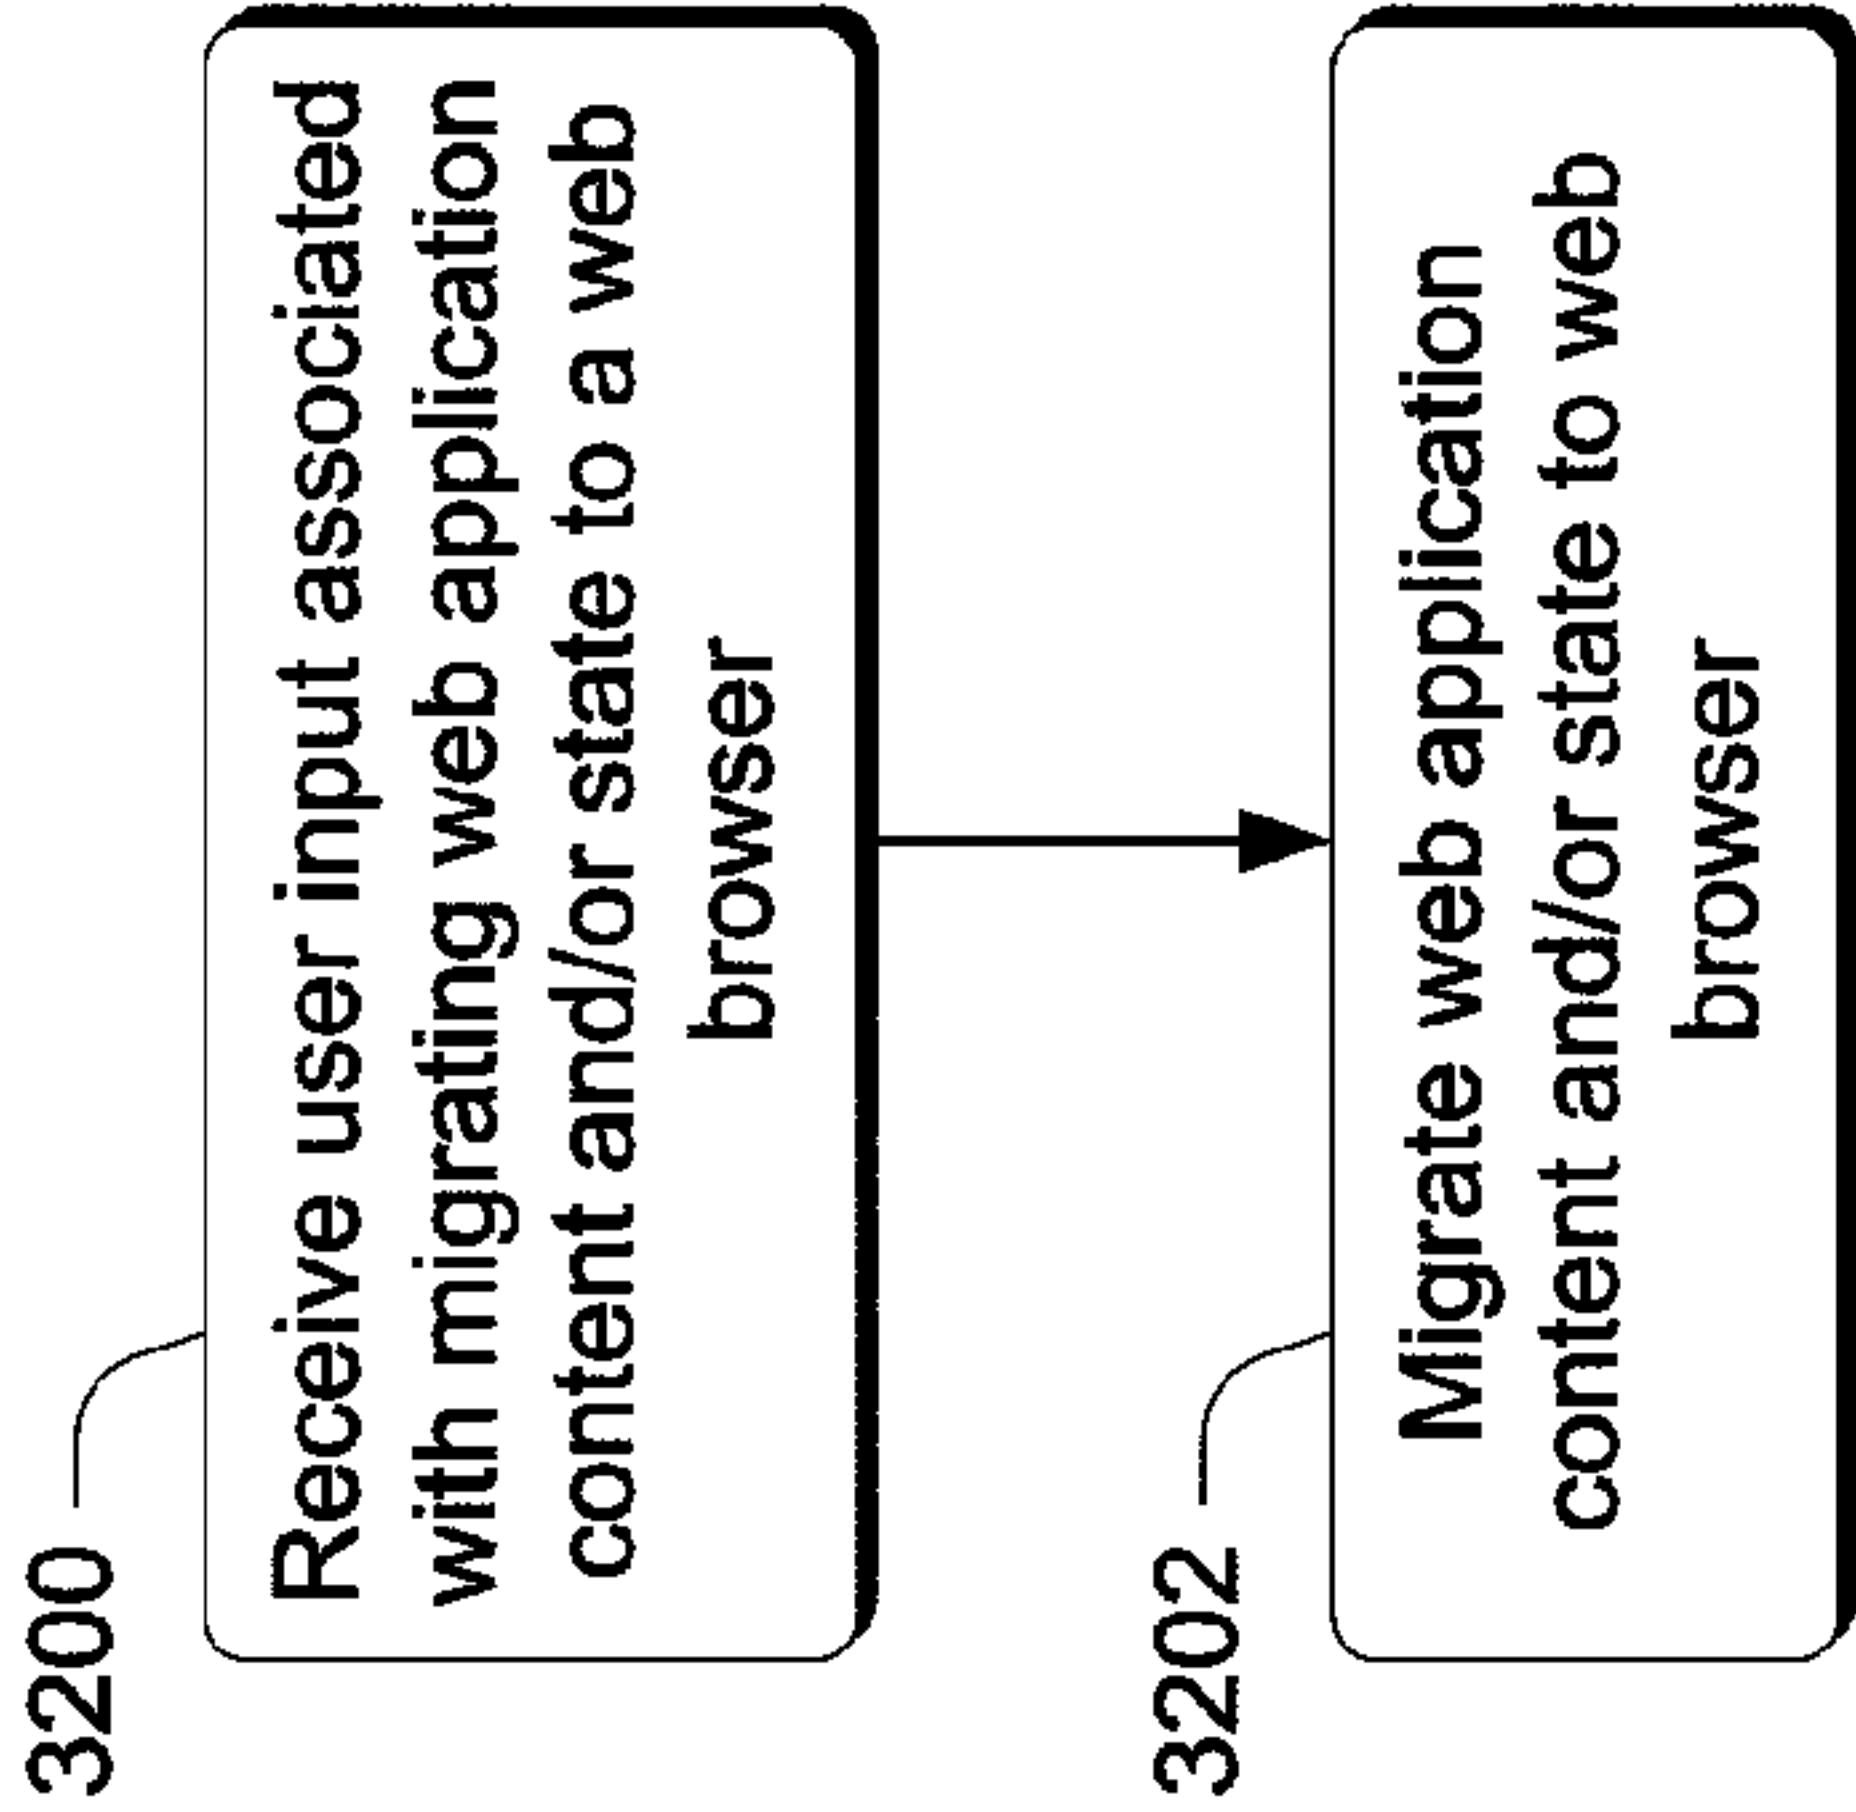 3200
Receive user input associated
with migrating web application
content and/or state to a web
browser
3202
Migrate web application
content and/or state to web
browser